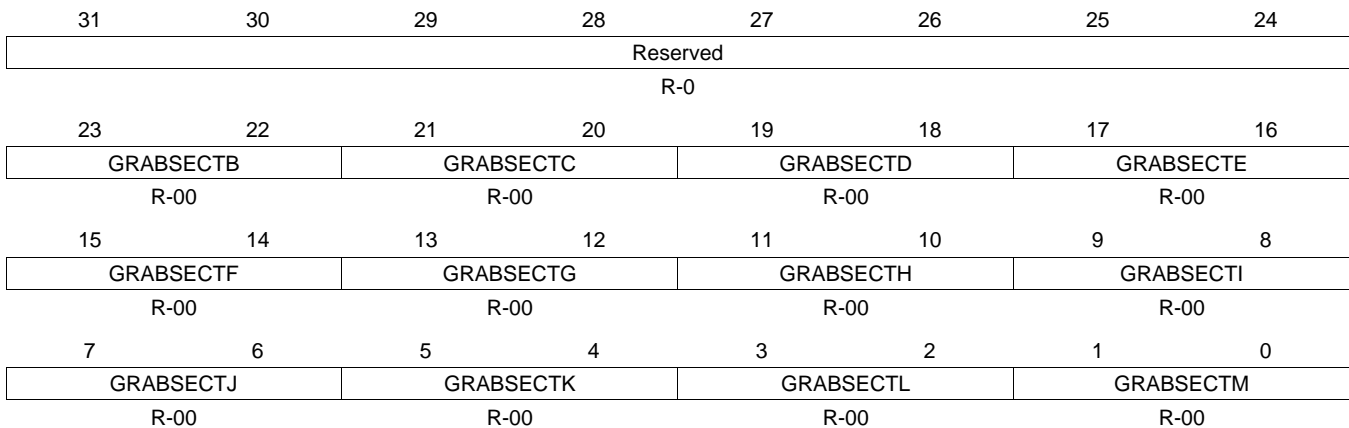 31 30 29 28 27 26 25 24
Reserved
R-0
23 22 21 20 19 18 17 16
GRABSECTB GRABSECTC GRABSECTD GRABSECTE
R-00 R-00 R-00 R-00
15 14 13 12 11 10 9 8
GRABSECTF GRABSECTG GRABSECTH GRABSECTI
R-00 R-00 R-00 R-00
7 6 5 4 3 2 1 0
GRABSECTJ GRABSECTK GRABSECTL GRABSECTM
R-00 R-00 R-00 R-00